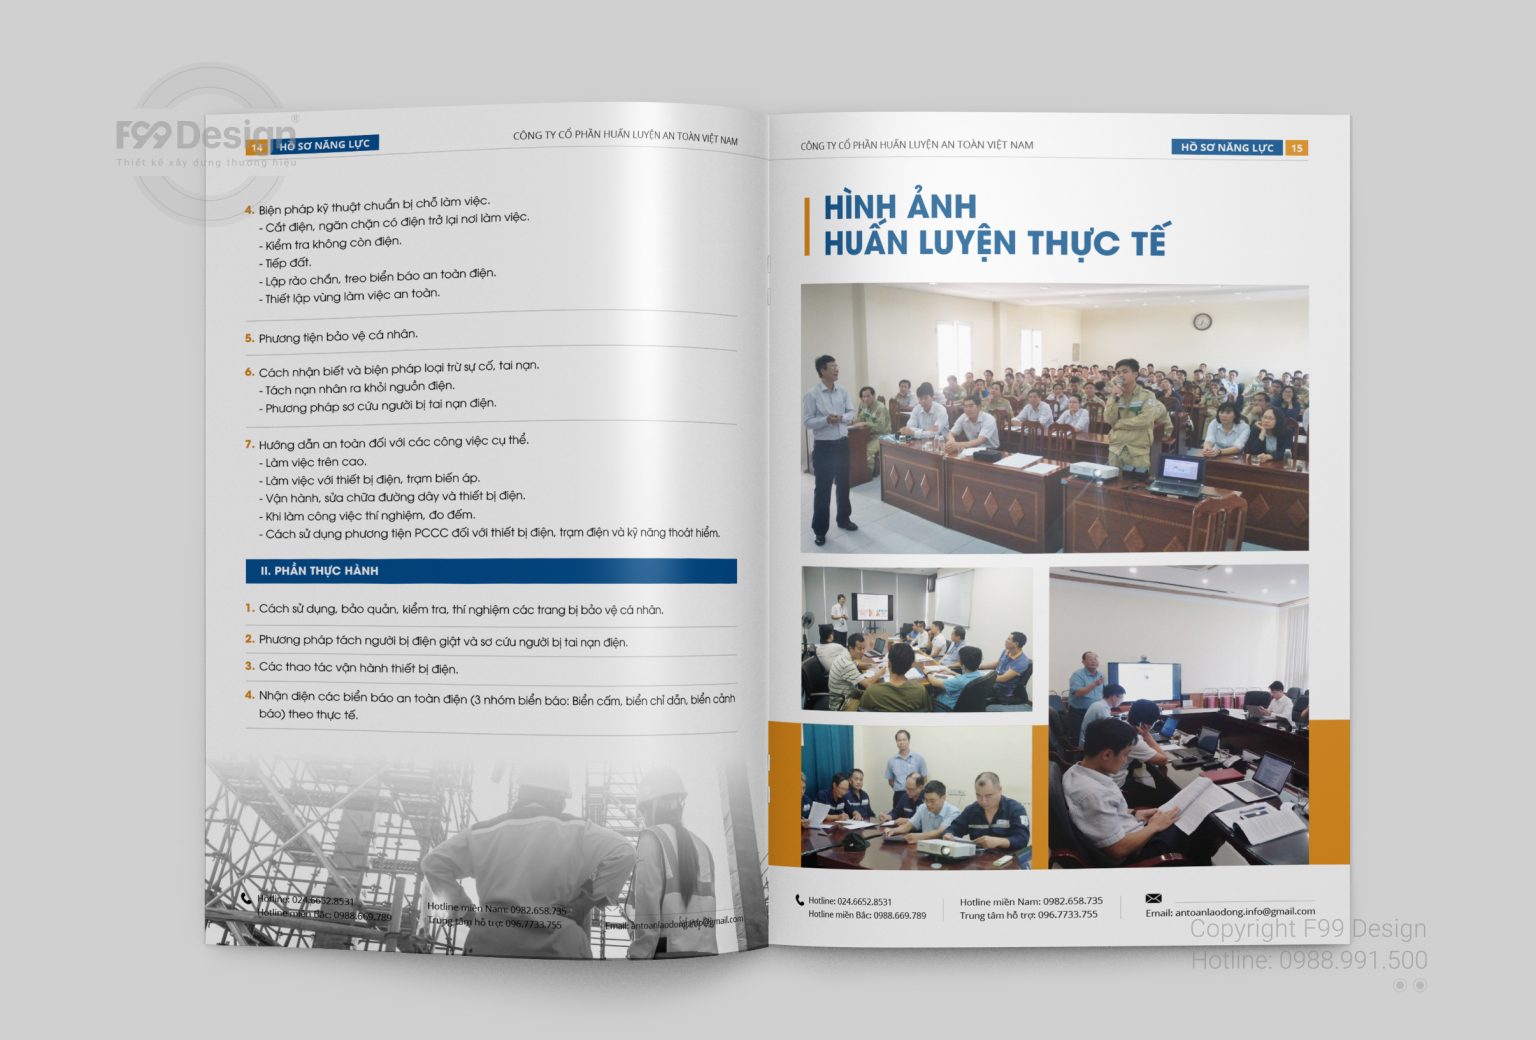 F99 Design®
Thiết kế xây dựng thương hiệu
14 HỒ SƠ NĂNG LỰC
CÔNG TY CỔ PHẦN HUẤN LUYỆN AN TOÀN VIỆT NAM
4. Biện pháp kỹ thuật chuẩn bị chỗ làm việc.
- Cắt điện, ngăn chặn có điện trở lại nơi làm việc.
- Kiểm tra không còn điện.
- Tiếp đất.
- Lập rào chắn, treo biển báo an toàn điện.
- Thiết lập vùng làm việc an toàn.
5. Phương tiện bảo vệ cá nhân.
6. Cách nhận biết và biện pháp loại trừ sự cố, tai nạn.
- Tách nạn nhân ra khỏi nguồn điện.
- Phương pháp sơ cứu người bị tai nạn điện.
7. Hướng dẫn an toàn đối với các công việc cụ thể.
- Làm việc trên cao.
- Làm việc với thiết bị điện, trạm biến áp.
- Vận hành, sửa chữa đường dây và thiết bị điện.
- Khi làm công việc thí nghiệm, đo đếm.
- Cách sử dụng phương tiện PCCC đối với thiết bị điện, trạm điện và kỹ năng thoát hiểm.
II. PHẦN THỰC HÀNH
1. Cách sử dụng, bảo quản, kiểm tra, thí nghiệm các trang bị bảo vệ cá nhân.
2. Phương pháp tách người bị điện giật và sơ cứu người bị tai nạn điện.
3. Các thao tác vận hành thiết bị điện.
4. Nhận diện các biển báo an toàn điện (3 nhóm biển báo: Biển cấm, biển chỉ dẫn, biển cảnh
báo) theo thực tế.
Hotline: 024.6652.8531
Hotline miền Bắc: 0988.669.789
Hotline miền Nam: 0982.658.735
Trung tâm hỗ trợ: 096.7733.755
Email: antoanlaodong.info@gmail.com
CÔNG TY CỔ PHẦN HUẤN LUYỆN AN TOÀN VIỆT NAM
HỒ SƠ NĂNG LỰC 15
HÌNH ẢNH
HUẤN LUYỆN THỰC TẾ
Hotline: 024.6652.8531
Hotline miền Bắc: 0988.669.789
Hotline miền Nam: 0982.658.735
Trung tâm hỗ trợ: 096.7733.755
Email: antoanlaodong.info@gmail.com
Copyright F99 Design
Hotline: 0988.991.500